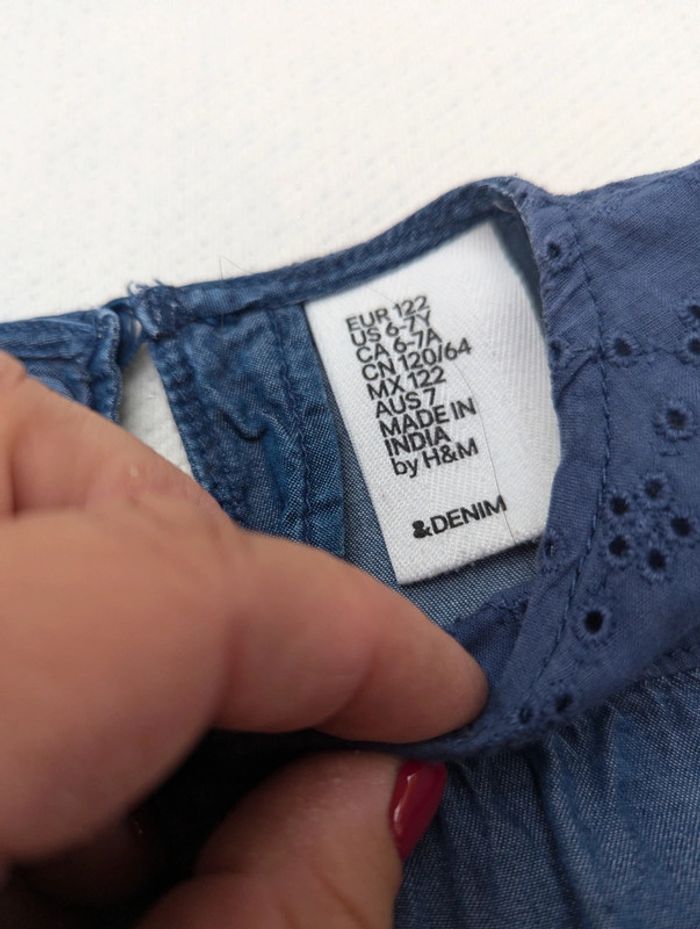 EUR 122
US 6-7Y
CA 6-7A
CN 120/64
MX 122
AUS 7
MADE IN
INDIA
by H&M
&DENIM